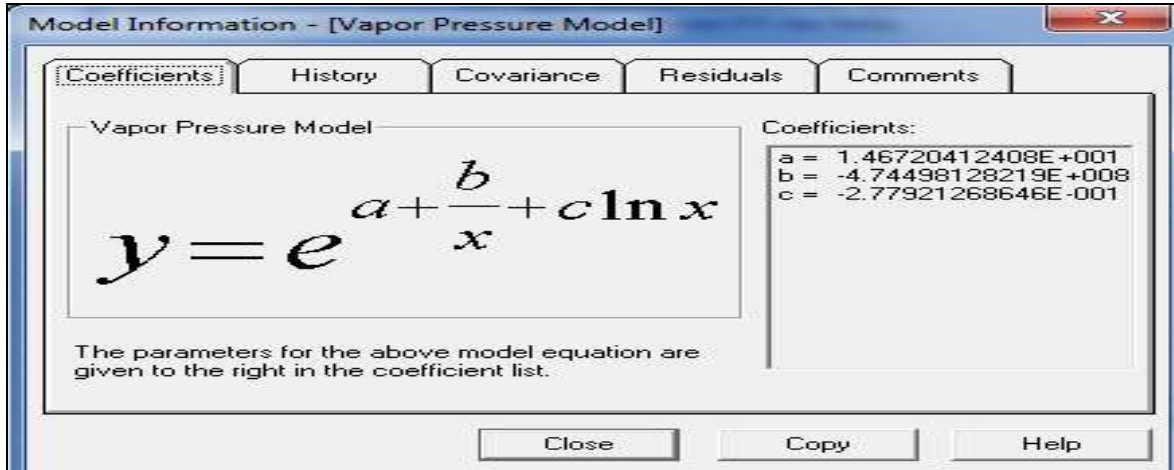 Model Information - [Vapor Pressure Model]
Coefficients History Covariance Residuals Comments
Vapor Pressure Model
y = e^{a + \frac{b}{x} + c ln x}
The parameters for the above model equation are
given to the right in the coefficient list.
Coefficients:
a = 1.46720412408E+001
b = -4.74498128219E+008
c = -2.77921268646E-001
Close Copy Help